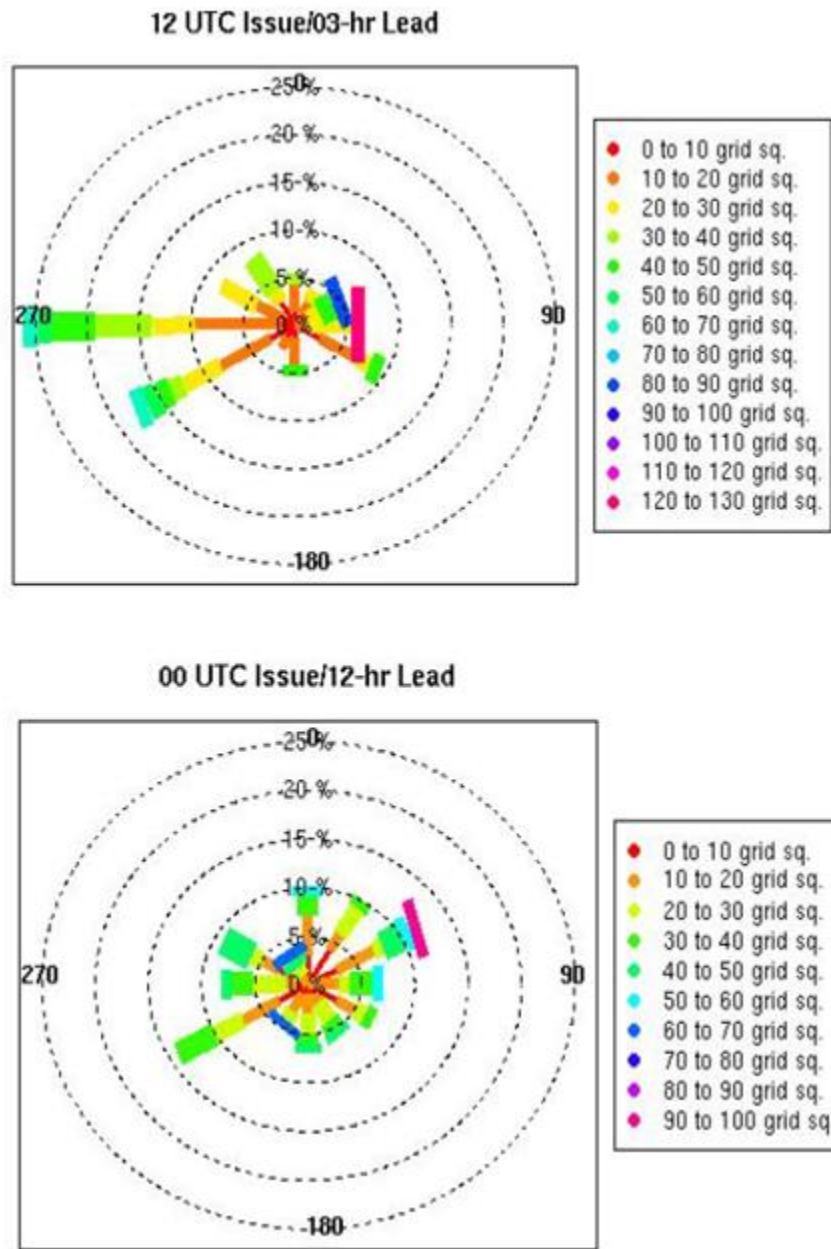 12 UTC Issue/03-hr Lead
0
25 %
20 %
15 %
10 %
5 %
0 %
270
90
180
0 to 10 grid sq.
10 to 20 grid sq.
20 to 30 grid sq.
30 to 40 grid sq.
40 to 50 grid sq.
50 to 60 grid sq.
60 to 70 grid sq.
70 to 80 grid sq.
80 to 90 grid sq.
90 to 100 grid sq.
100 to 110 grid sq.
110 to 120 grid sq.
120 to 130 grid sq.
00 UTC Issue/12-hr Lead
0
25 %
20 %
15 %
10 %
5 %
0 %
270
90
180
0 to 10 grid sq.
10 to 20 grid sq.
20 to 30 grid sq.
30 to 40 grid sq.
40 to 50 grid sq.
50 to 60 grid sq.
60 to 70 grid sq.
70 to 80 grid sq.
80 to 90 grid sq.
90 to 100 grid sq